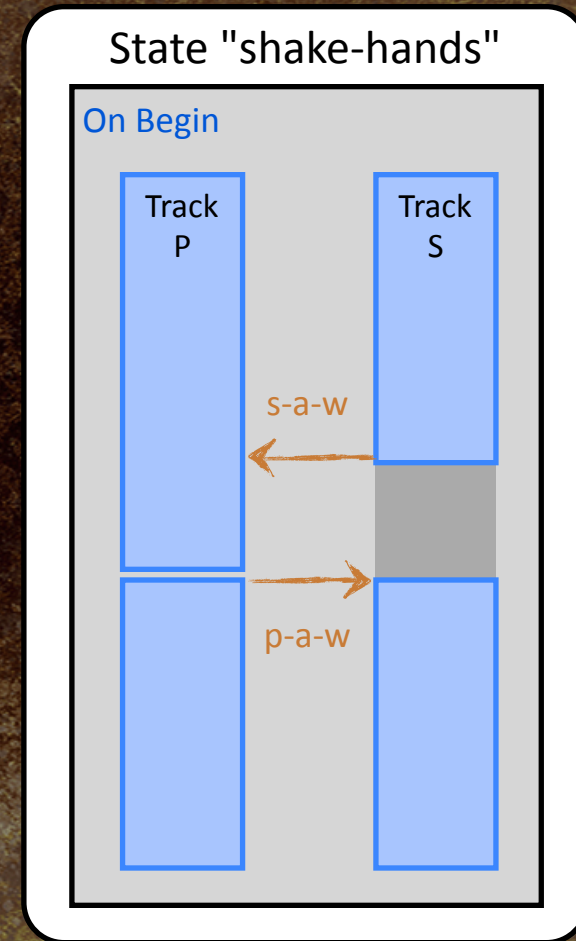 State "shake-hands"
On Begin
Track
P
Track
S
s-a-w
p-a-w